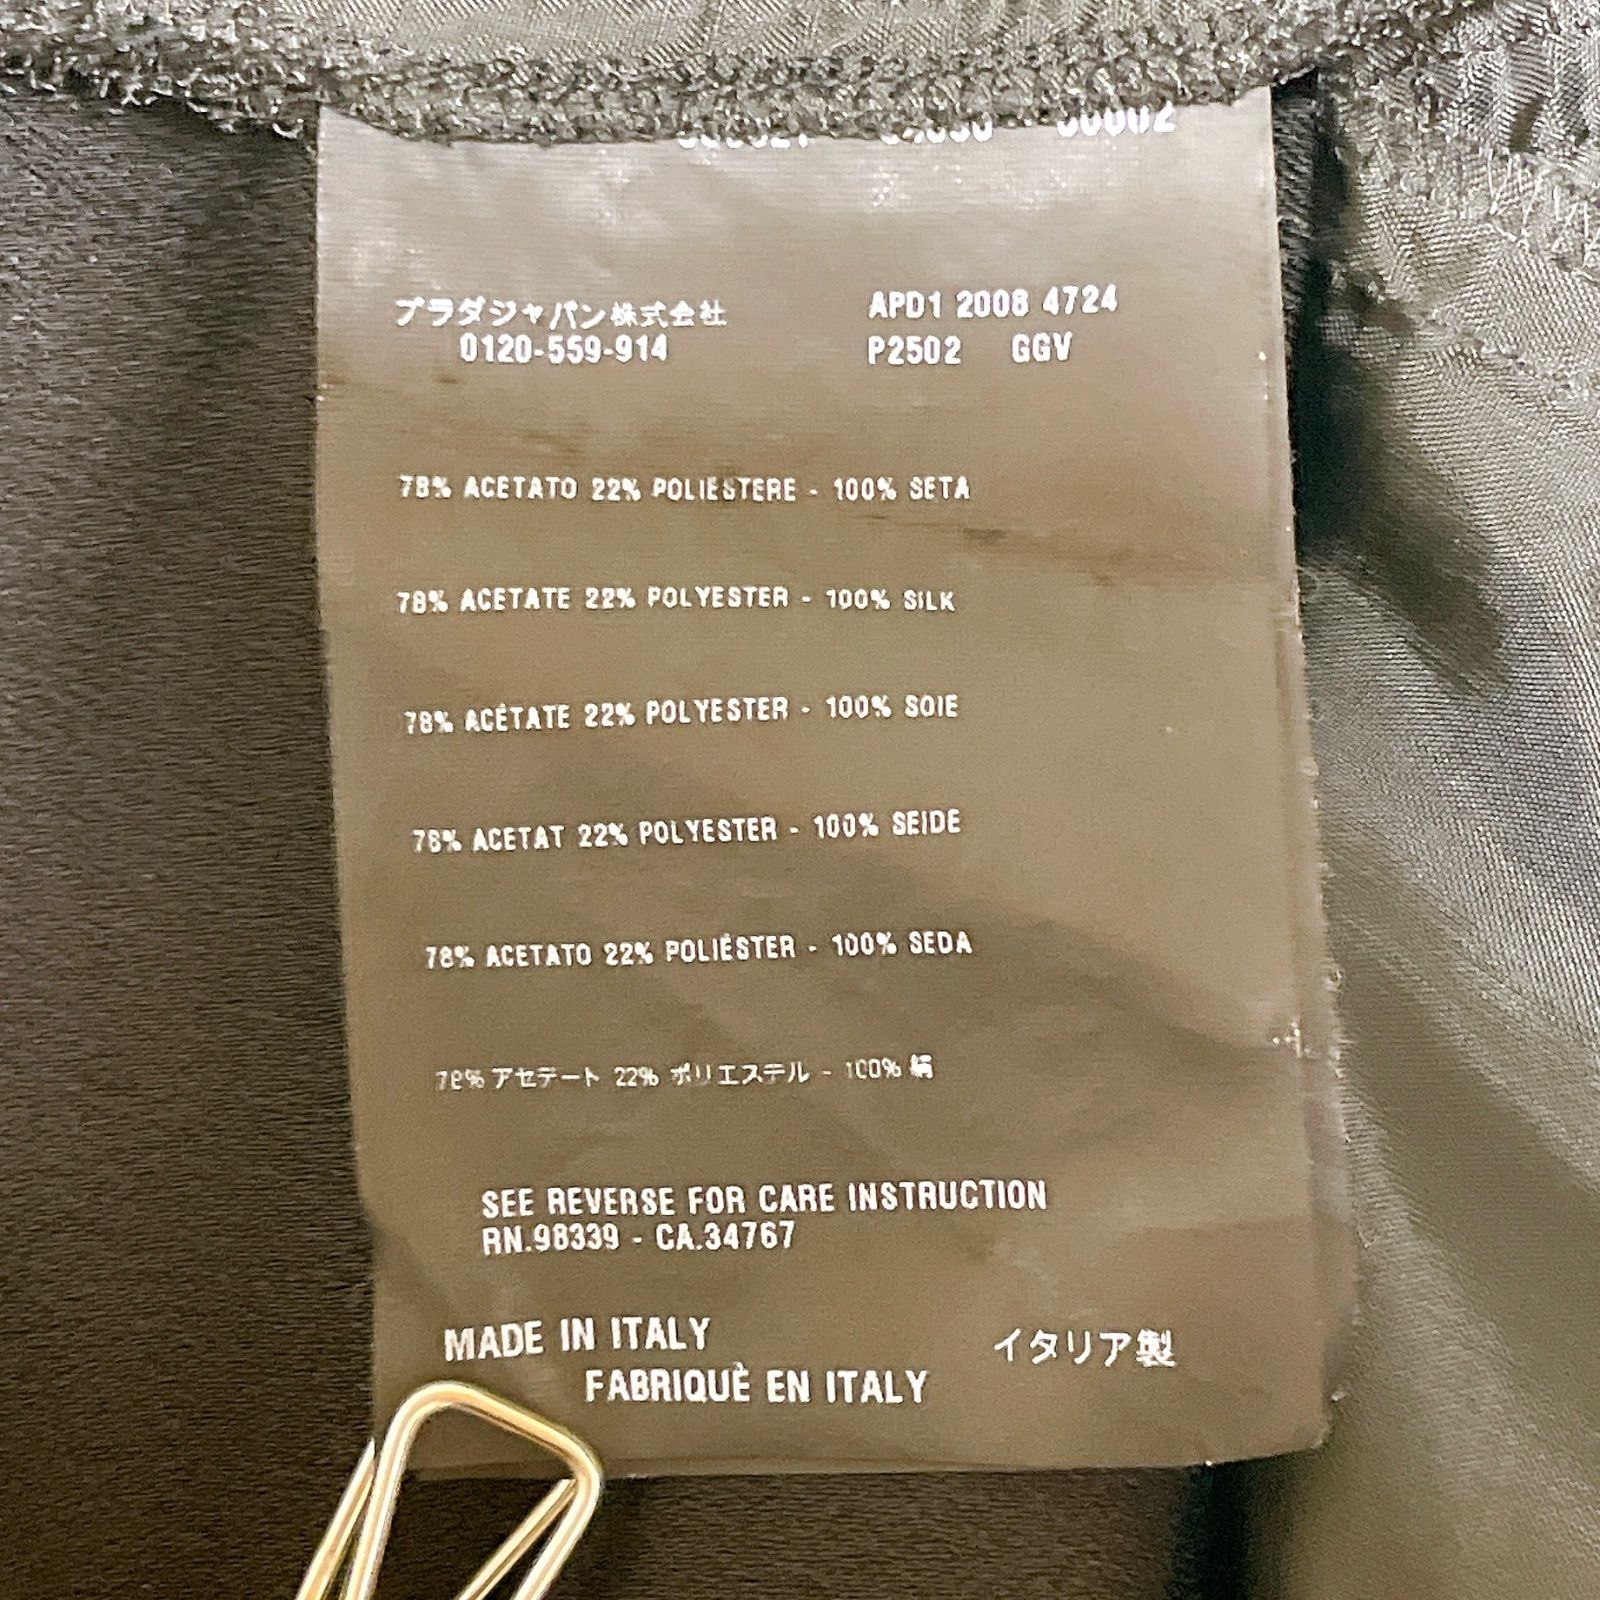 プラダジャパン株式会社
0120-559-914
APD1 2008 4724
P2502 GGV
78% ACETATO 22% POLIESTERE - 100% SETA
78% ACETATE 22% POLYESTER - 100% SILK
78% ACÉTATE 22% POLYESTER - 100% SOIE
78% ACETAT 22% POLYESTER - 100% SEIDE
78% ACETATO 22% POLIÉSTER - 100% SEDA
78% アセテート 22% ポリエステル - 100% 絹
SEE REVERSE FOR CARE INSTRUCTION
RN.98339 - CA.34767
MADE IN ITALY
イタリア製
FABRIQUÈ EN ITALY